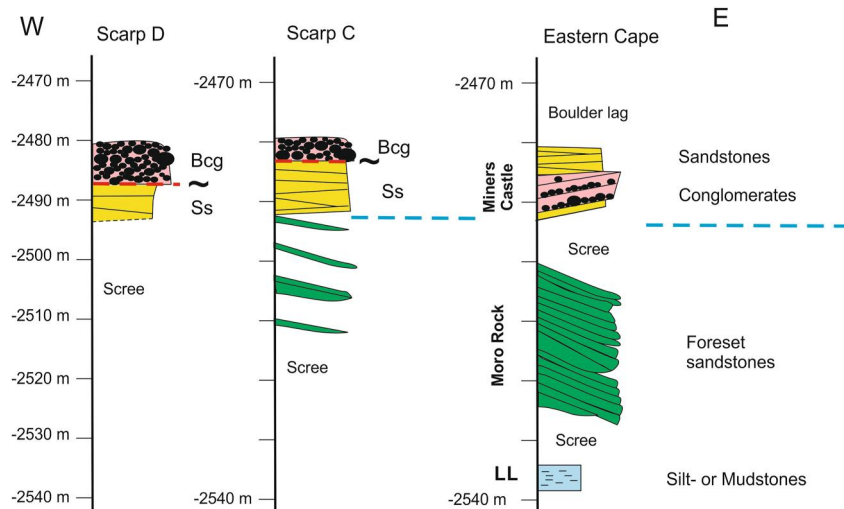 W
E
Scarp D
Scarp C
Eastern Cape
-2470 m
-2480 m
-2490 m
-2500 m
-2510 m
-2520 m
-2530 m
-2540 m
Bcg
~
Ss
Scree
-2470 m
-2540 m
Bcg
~
Ss
Scree
-2470 m
-2540 m
Boulder lag
Miners
Castle
Sandstones
Conglomerates
Scree
Moro Rock
Foreset
sandstones
Scree
LL
Silt- or Mudstones